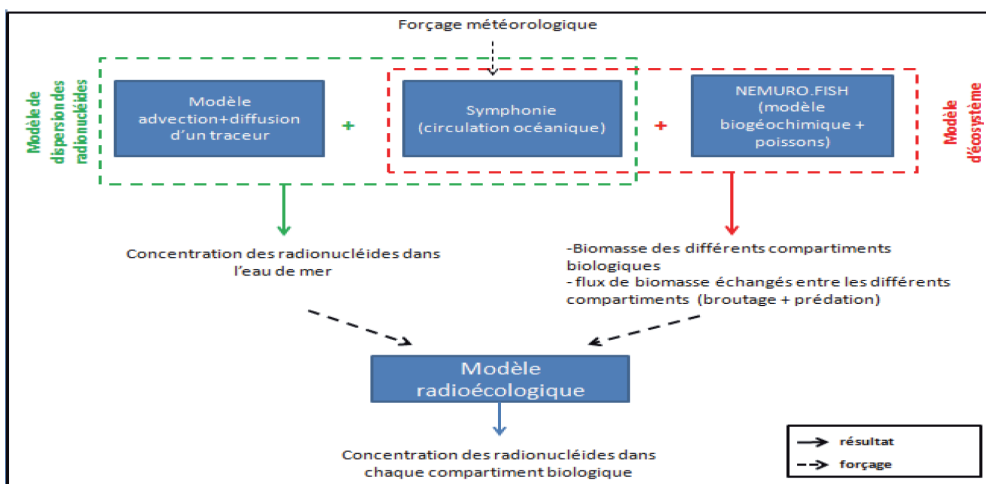 Forçage météorologique
Modèle de
dispersion des
radionucléides
Modèle
advection+diffusion
d'un traceur
+
Symphonie
(circulation océanique)
+
NEMURO.FISH
(modèle
biogéochimique +
poissons)
Modèle
d'écosystème
Concentration des radionucléides dans
l'eau de mer
-Biomasse des différents compartiments
biologiques
- flux de biomasse échangés entre les différents
compartiments (broutage + prédation)
Modèle
radioécologique
Concentration des radionucléides dans
chaque compartiment biologique
résultat
forçage